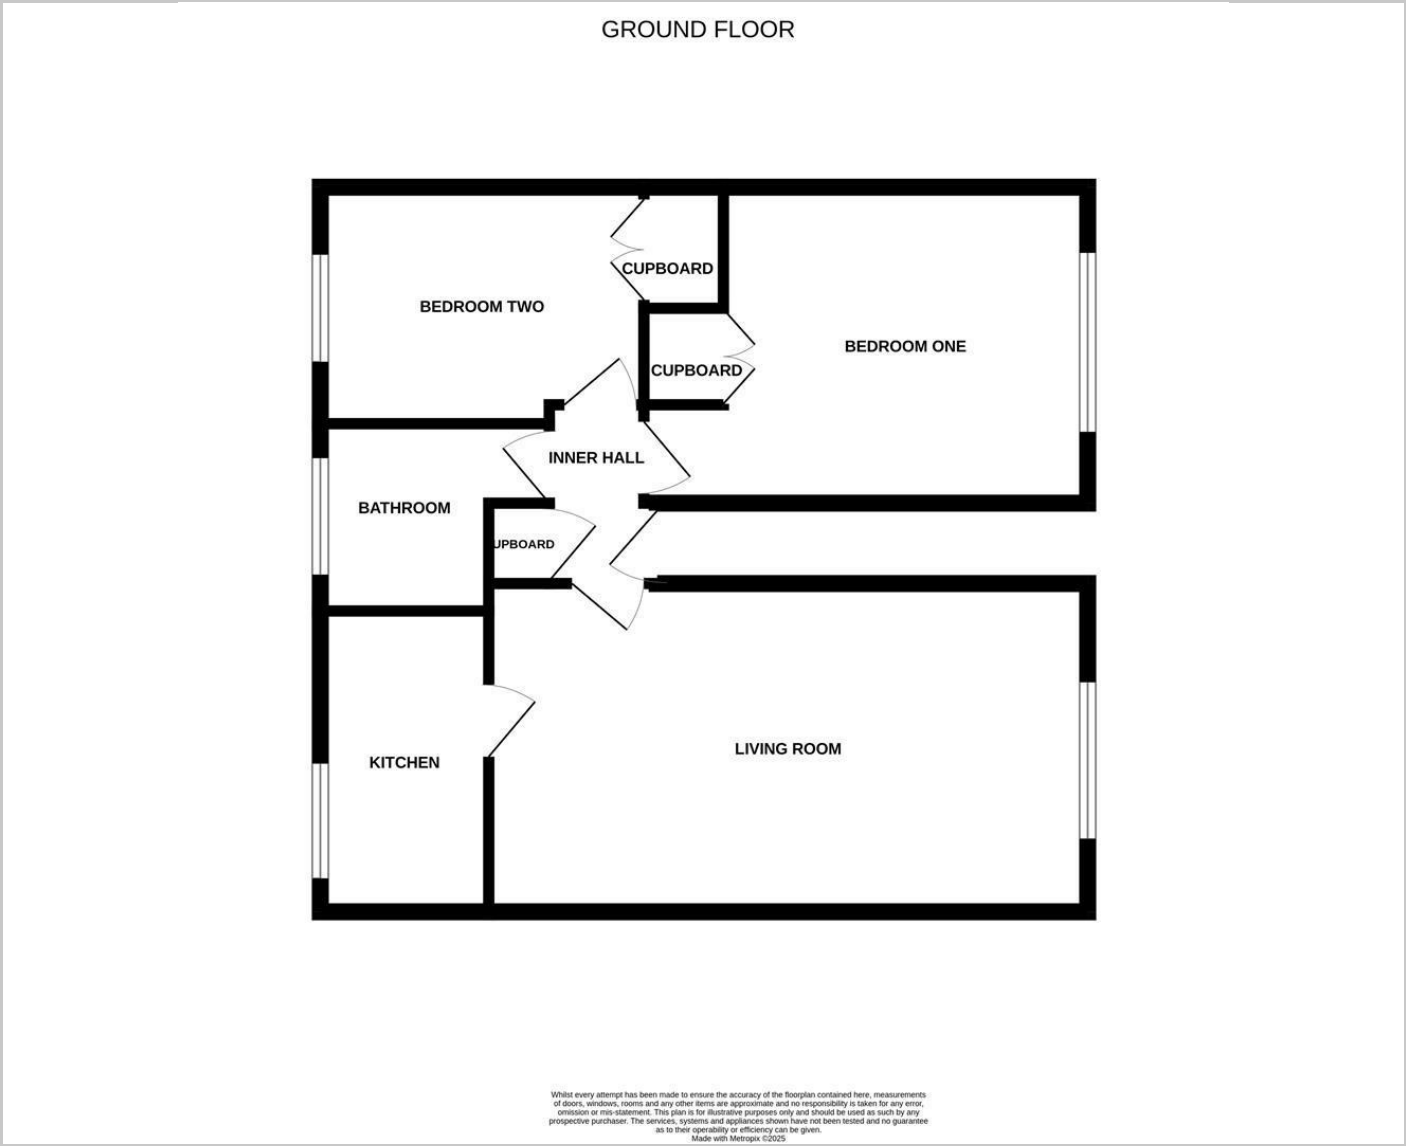 GROUND FLOOR
CUPBOARD
BEDROOM TWO
BEDROOM ONE
CUPBOARD
INNER HALL
BATHROOM
UPBOARD
LIVING ROOM
KITCHEN
Whilst every attempt has been made to ensure the accuracy of the floorplan contained here, measurements
of doors, windows, rooms and any other items are approximate and no responsibility is taken for any error,
omission or mis-statement. This plan is for illustrative purposes only and should be used as such by any
prospective purchaser. The services, systems and appliances shown have not been tested and no guarantee
as to their operability or efficiency can be given.
Made with Metropix ©2025